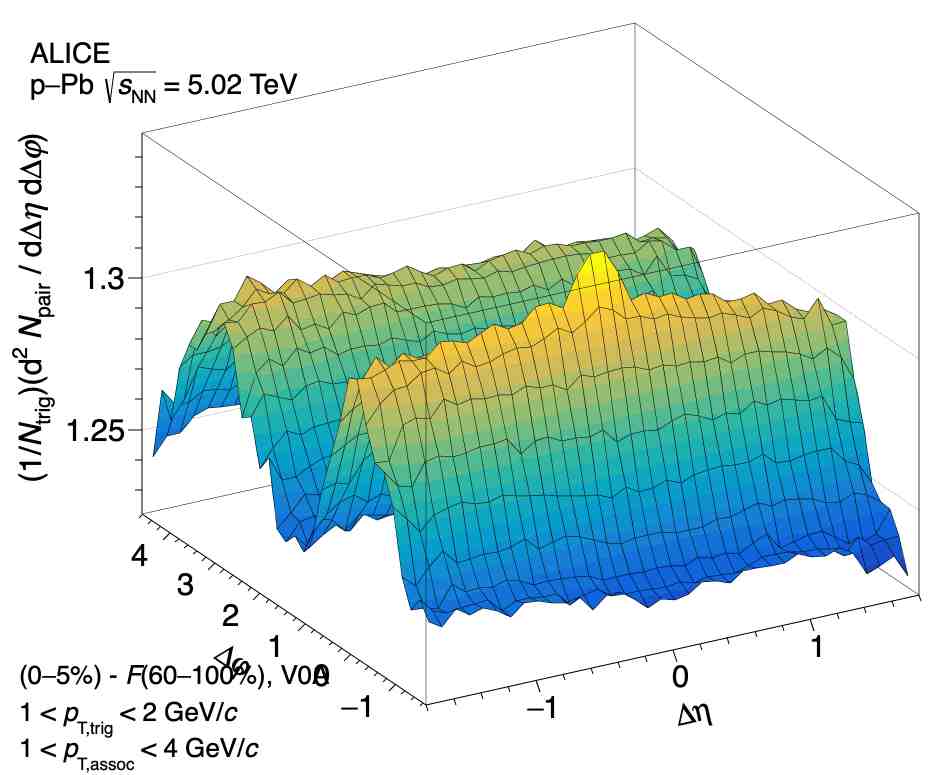 ALICE
p–Pb √sNN = 5.02 TeV
(1/Ntrig)(d2 Npair / dΔη dΔφ)
1.3
1.25
4
3
2
1
0
−1
Δφ
−1
0
1
Δη
(0–5%) - F(60–100%), V0A
1 < pT,trig < 2 GeV/c
1 < pT,assoc < 4 GeV/c